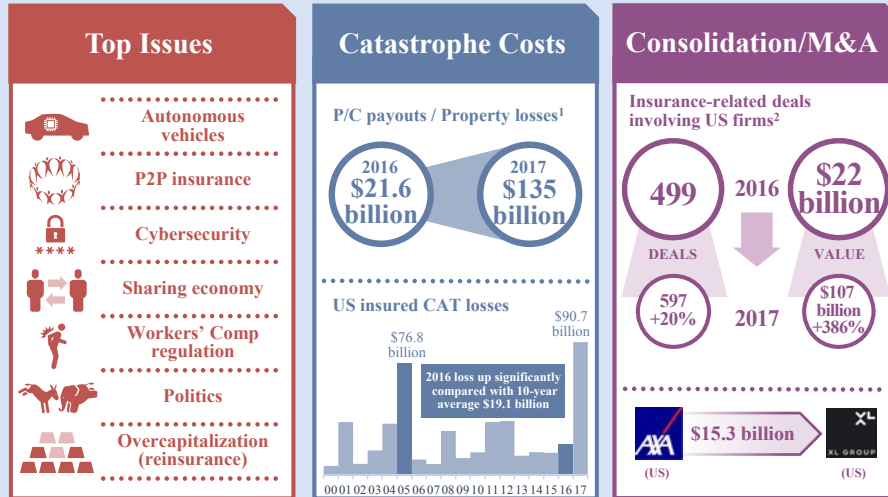 Top Issues
Autonomous
vehicles
P2P insurance
****
Cybersecurity
Sharing economy
Workers' Comp
regulation
Politics
Overcapitalization
(reinsurance)
Catastrophe Costs
P/C payouts / Property losses¹
2016
$21.6
billion
2017
$135
billion
US insured CAT losses
$76.8
billion
$90.7
billion
2016 loss up significantly
compared with 10-year
average $19.1 billion
00 01 02 03 04 05 06 07 08 09 10 11 12 13 14 15 16 17
Consolidation/M&A
Insurance-related deals
involving US firms²
499
2016
$22
billion
DEALS
VALUE
597
+20%
2017
$107
billion
+386%
AXA
(US)
$15.3 billion
XL
XL GROUP
(US)